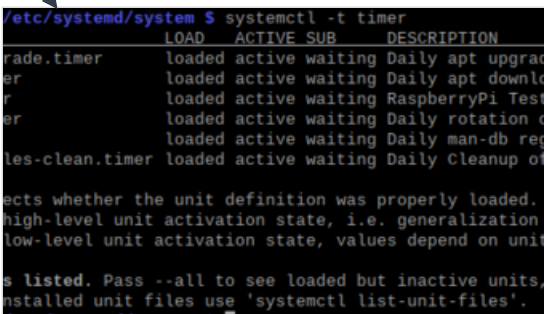 /etc/systemd/system $ systemctl -t timer
LOAD ACTIVE SUB DESCRIPTION
rade.timer loaded active waiting Daily apt upgrad
er loaded active waiting Daily apt downlo
r loaded active waiting RaspberryPi Test
er loaded active waiting Daily rotation o
loaded active waiting Daily man-db reg
les-clean.timer loaded active waiting Daily Cleanup of
ects whether the unit definition was properly loaded.
high-level unit activation state, i.e. generalization
low-level unit activation state, values depend on unit
s listed. Pass --all to see loaded but inactive units,
nstalled unit files use 'systemctl list-unit-files'.